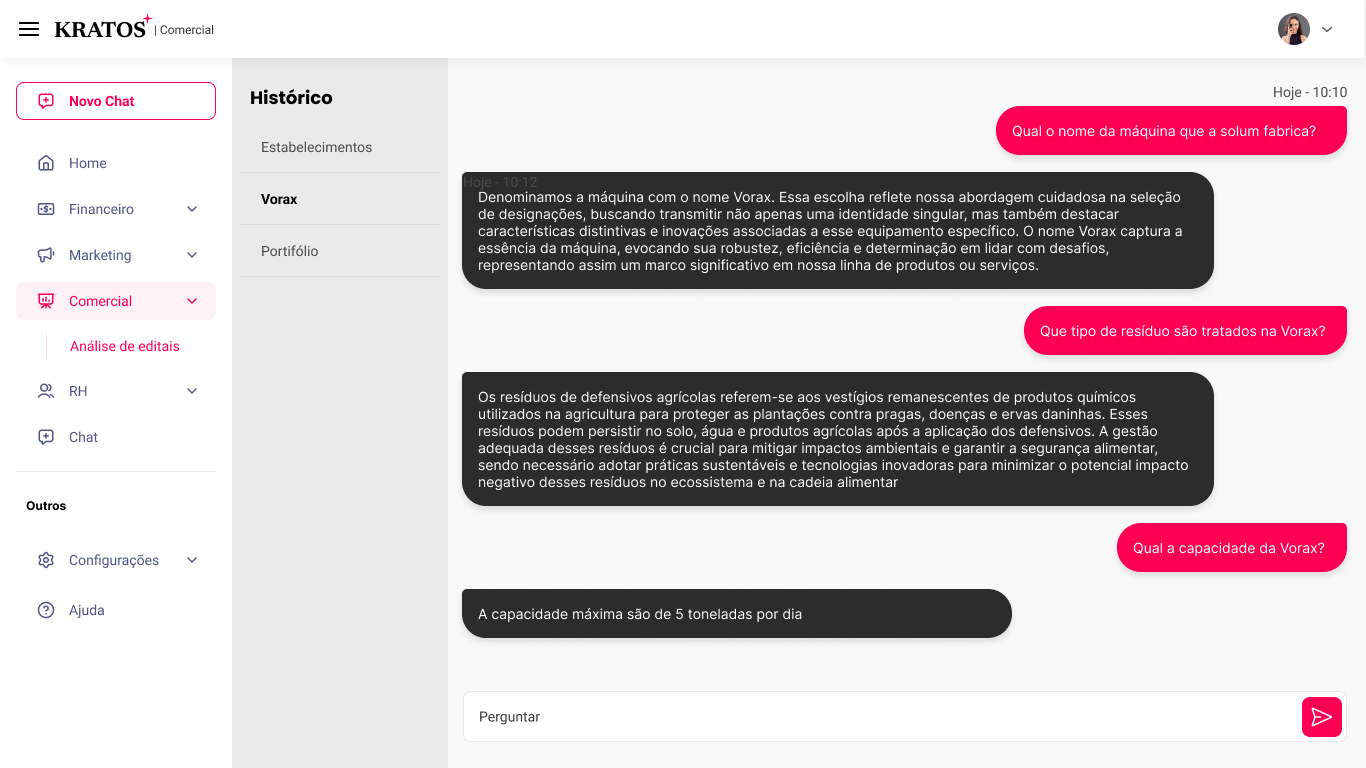 KRATOS | Comercial
Novo Chat
Home
Financeiro
Marketing
Comercial
Análise de editais
RH
Chat
Outros
Configurações
Ajuda
Histórico
Estabelecimentos
Vorax
Portifólio
Hoje - 10:10
Qual o nome da máquina que a solum fabrica?
Hoje - 10:12
Denominamos a máquina com o nome Vorax. Essa escolha reflete nossa abordagem cuidadosa na seleção
de designações, buscando transmitir não apenas uma identidade singular, mas também destacar
características distintivas e inovações associadas a esse equipamento específico. O nome Vorax captura a
essência da máquina, evocando sua robustez, eficiência e determinação em lidar com desafios,
representando assim um marco significativo em nossa linha de produtos ou serviços.
Que tipo de resíduo são tratados na Vorax?
Os resíduos de defensivos agrícolas referem-se aos vestígios remanescentes de produtos químicos
utilizados na agricultura para proteger as plantações contra pragas, doenças e ervas daninhas. Esses
resíduos podem persistir no solo, água e produtos agrícolas após a aplicação dos defensivos. A gestão
adequada desses resíduos é crucial para mitigar impactos ambientais e garantir a segurança alimentar,
sendo necessário adotar práticas sustentáveis e tecnologias inovadoras para minimizar o potencial impacto
negativo desses resíduos no ecossistema e na cadeia alimentar
Qual a capacidade da Vorax?
A capacidade máxima são de 5 toneladas por dia
Perguntar